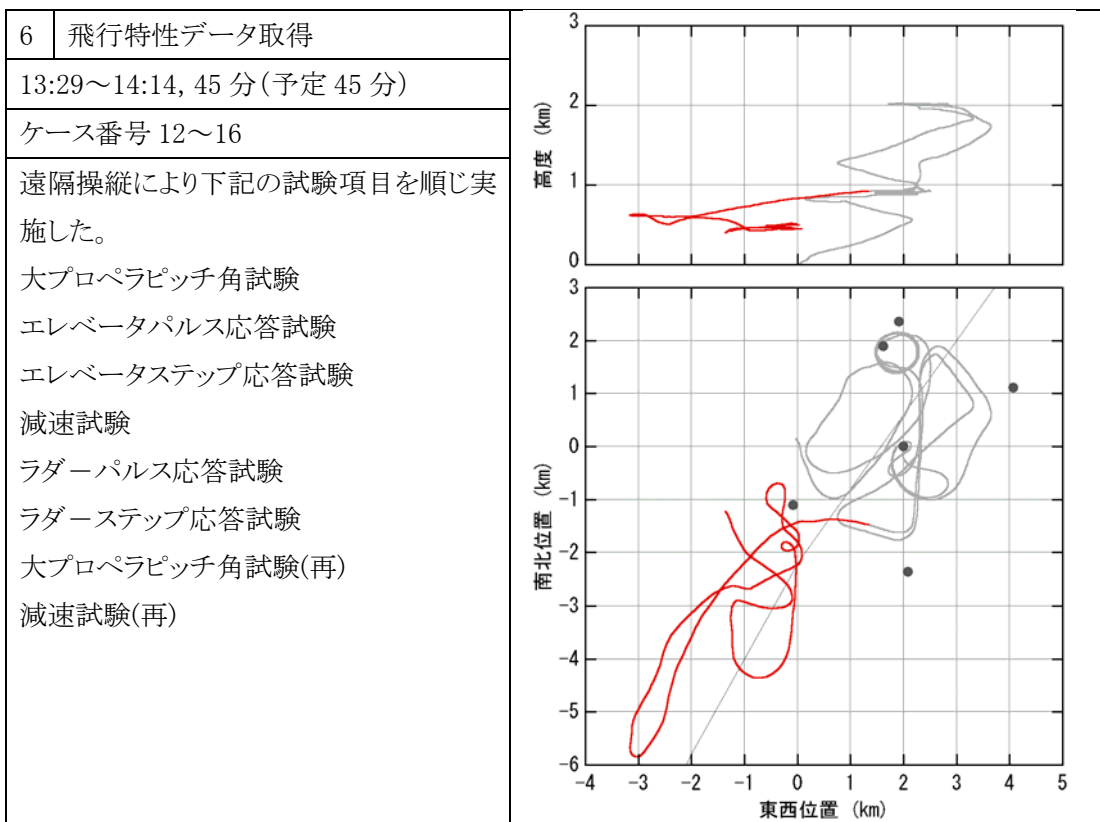 6 飛行特性データ取得
13:29～14:14, 45 分(予定 45 分)
ケース番号 12～16
遠隔操縦により下記の試験項目を順じ実
施した。
大プロペラピッチ角試験
エレベータパルス応答試験
エレベータステップ応答試験
減速試験
ラダーパルス応答試験
ラダーステップ応答試験
大プロペラピッチ角試験(再)
減速試験(再)
高度 (km)
3
2
1
0
南北位置 (km)
3
2
1
0
-1
-2
-3
-4
-5
-6
-4 -3 -2 -1 0 1 2 3 4 5
東西位置 (km)